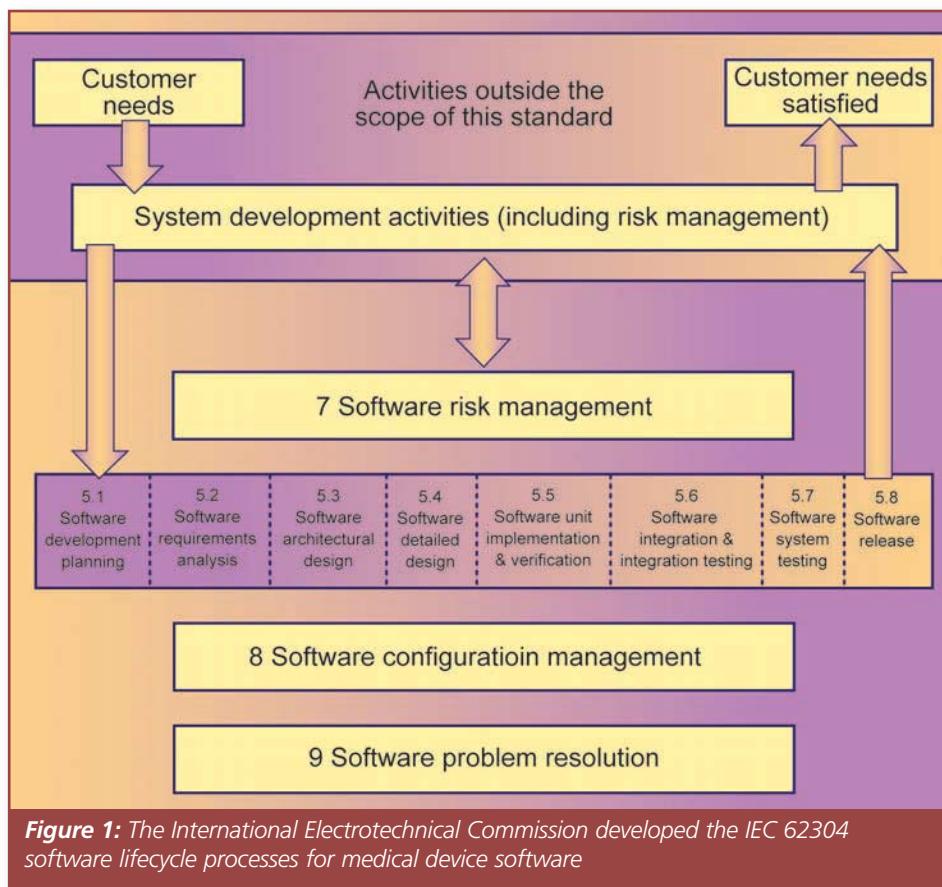 Customer
needs
Activities outside the
scope of this standard
Customer needs
satisfied
System development activities (including risk management)
7 Software risk management
5.1
Software
development
planning
5.2
Software
requirements
analysis
5.3
Software
architectural
design
5.4
Software
detailed
design
5.5
Software unit
implementation
& verification
5.6
Software
integration &
integration testing
5.7
Software
system
testing
5.8
Software
release
8 Software configuratioin management
9 Software problem resolution
Figure 1: The International Electrotechnical Commission developed the IEC 62304
software lifecycle processes for medical device software